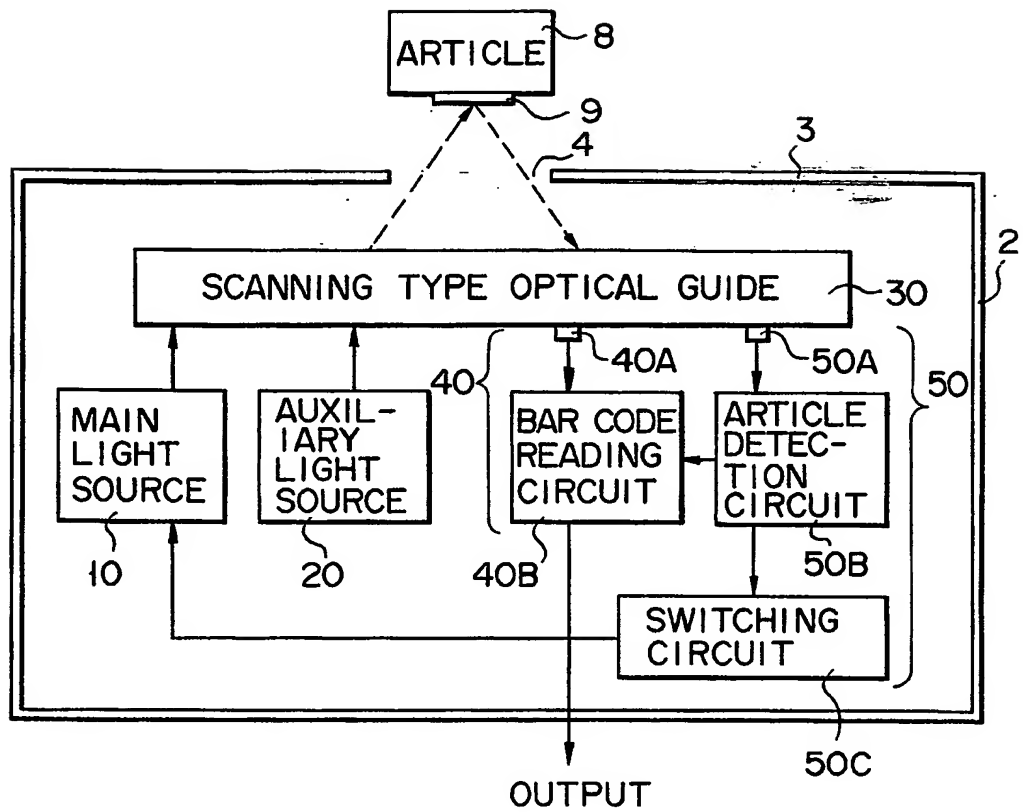 ARTICLE
8
9
4
3
2
SCANNING TYPE OPTICAL GUIDE
30
40
40A
50A
50
MAIN
LIGHT
SOURCE
10
AUXIL-
IARY
LIGHT
SOURCE
20
BAR CODE
READING
CIRCUIT
40B
ARTICLE
DETEC-
TION
CIRCUIT
50B
SWITCHING
CIRCUIT
50C
OUTPUT